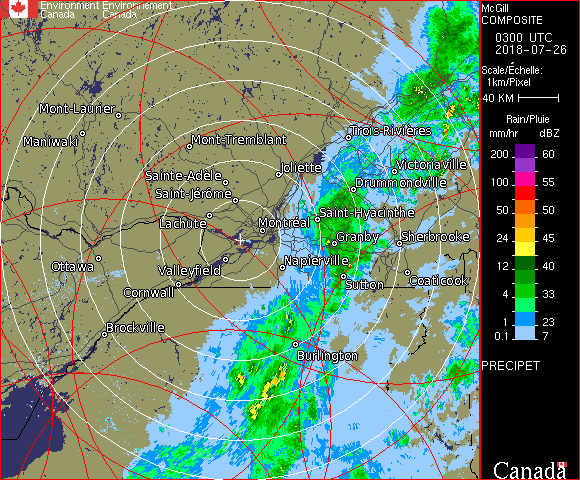 Environment Environnement
Canada Canada
McGill
COMPOSITE
0300 UTC
2018-07-26
Scale/Échelle:
1km/Pixel
40 KM
Rain/Pluie
mm/hr dBZ
200 60
100 55
50 50
24 45
12 40
4 33
1 23
0.1 7
PRECIPET
Canada
Mont-Laurier
Maniwaki
Mont-Tremblant
Trois-Rivières
Sainte-Adèle
Joliette
Victoriaville
Saint-Jérôme
Drummondville
Lachute
Montréal
Saint-Hyacinthe
Granby
Sherbrooke
Ottawa
Valleyfield
Napierville
Cornwall
Sutton
Coaticook
Brockville
Burlington